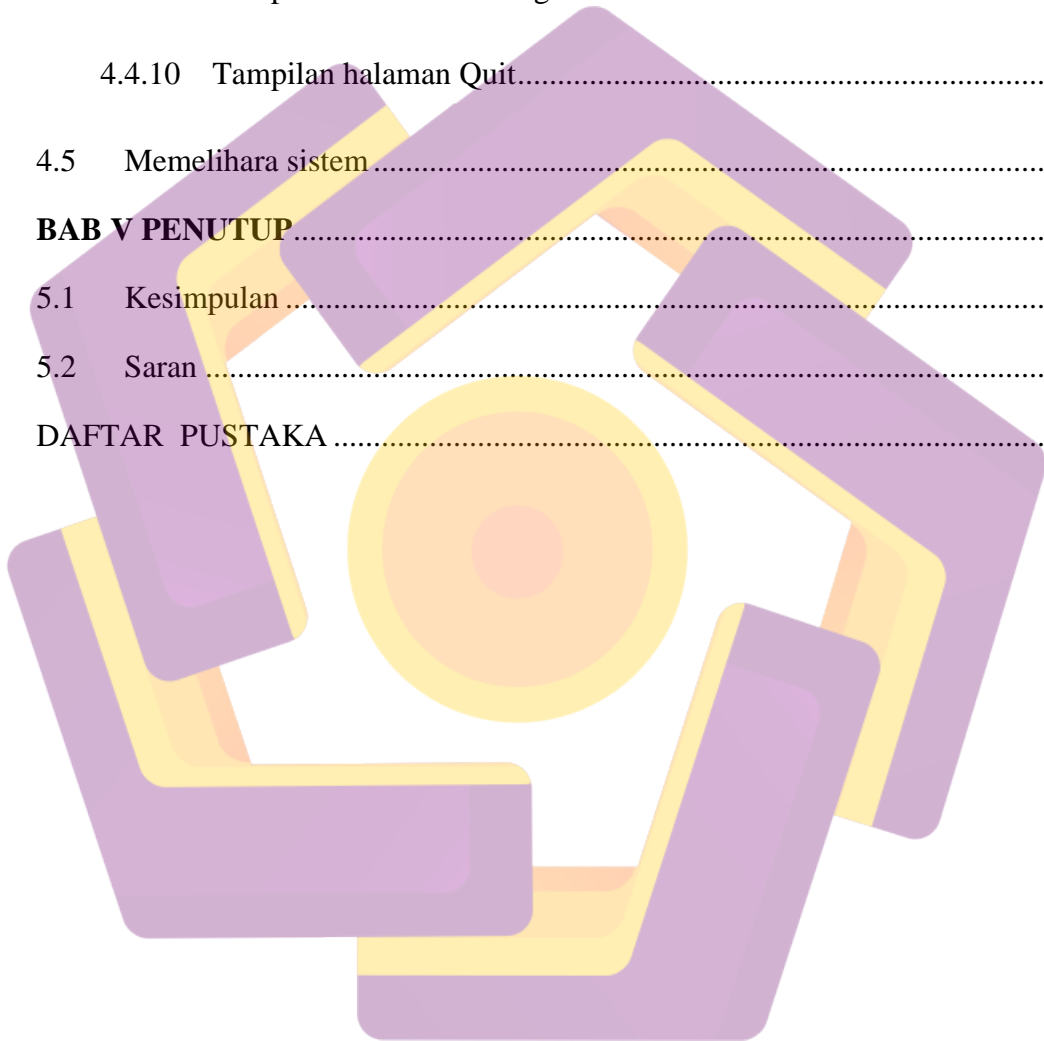 4.4.10 Tampilan halaman Quit................................................................
4.5 Memelihara sistem................................................................
BAB V PENUTUP................................................................
5.1 Kesimpulan................................................................
5.2 Saran................................................................
DAFTAR PUSTAKA................................................................